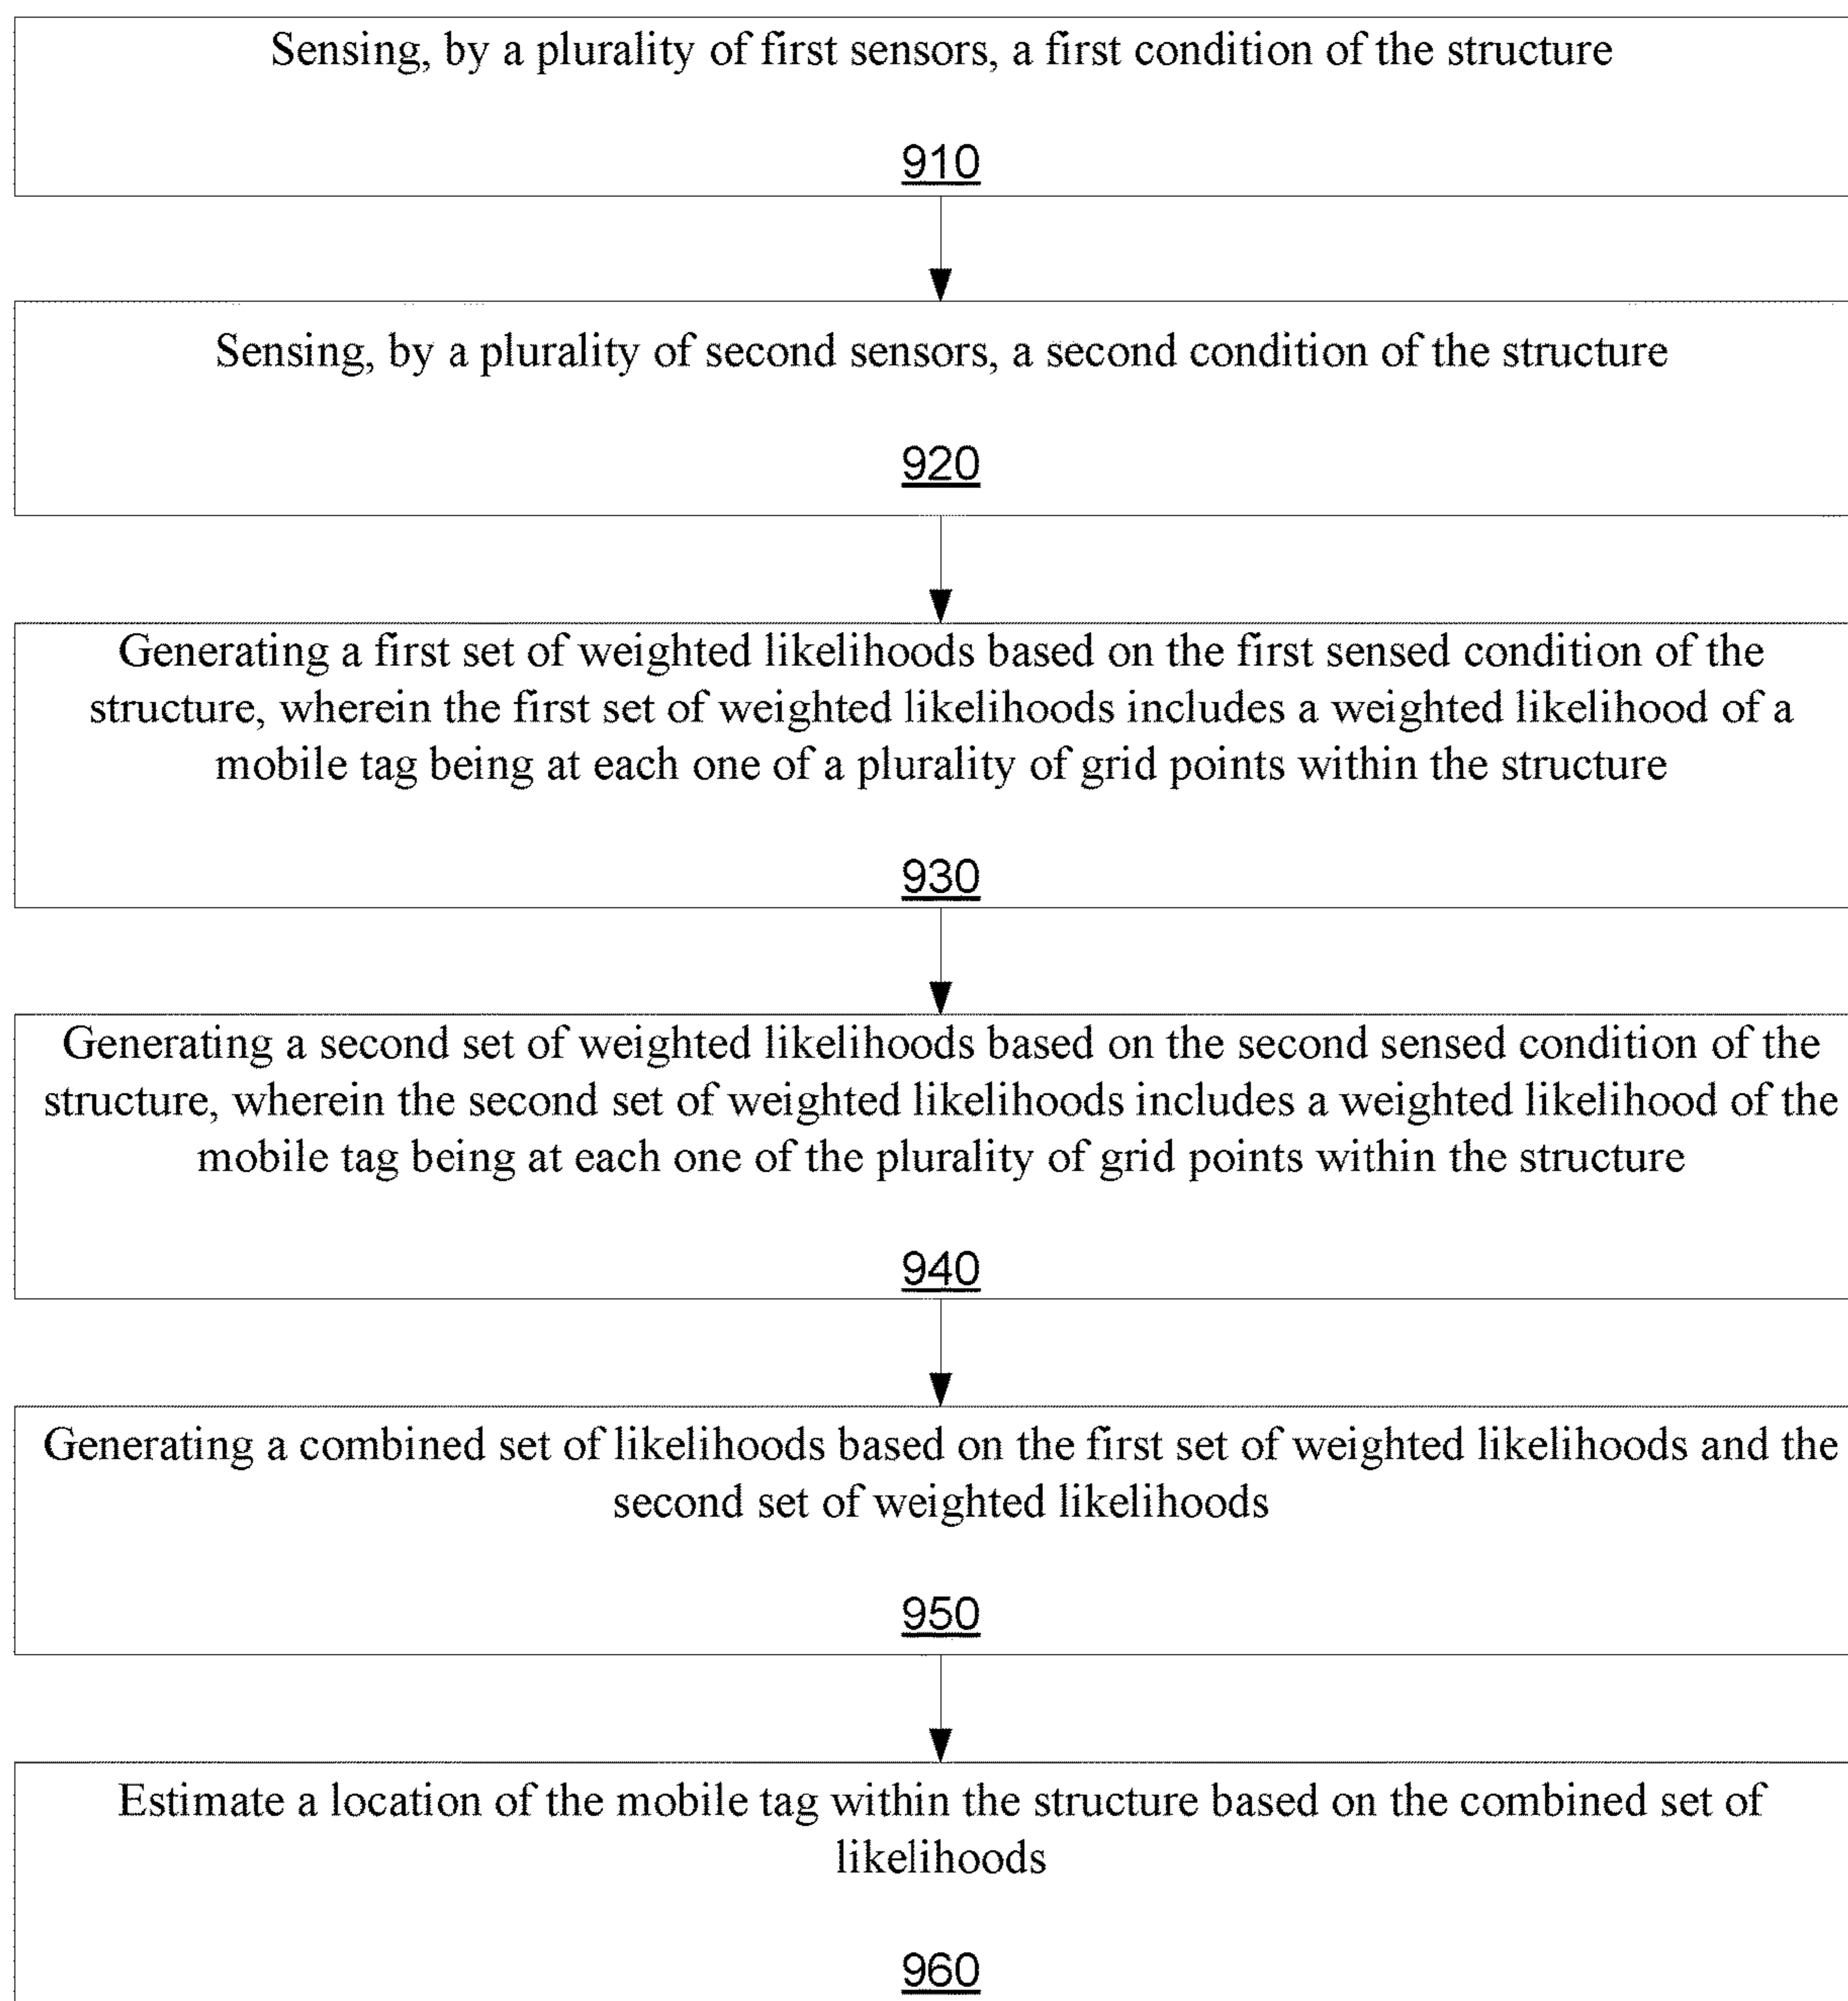 Sensing, by a plurality of first sensors, a first condition of the structure
910
Sensing, by a plurality of second sensors, a second condition of the structure
920
Generating a first set of weighted likelihoods based on the first sensed condition of the
structure, wherein the first set of weighted likelihoods includes a weighted likelihood of a
mobile tag being at each one of a plurality of grid points within the structure
930
Generating a second set of weighted likelihoods based on the second sensed condition of the
structure, wherein the second set of weighted likelihoods includes a weighted likelihood of the
mobile tag being at each one of the plurality of grid points within the structure
940
Generating a combined set of likelihoods based on the first set of weighted likelihoods and the
second set of weighted likelihoods
950
Estimate a location of the mobile tag within the structure based on the combined set of
likelihoods
960